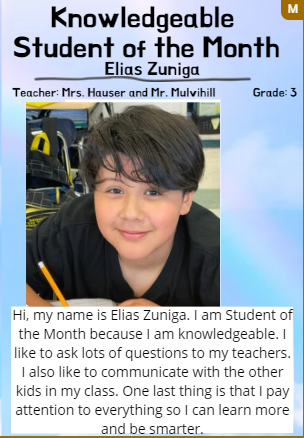 M
Knowledgeable
Student of the Month
Elias Zuniga
Teacher: Mrs. Hauser and Mr. Mulvihill Grade: 3
Hi, my name is Elias Zuniga. I am Student of
the Month because I am knowledgeable. I
like to ask lots of questions to my teachers.
I also like to communicate with the other
kids in my class. One last thing is that I pay
attention to everything so I can learn more
and be smarter.